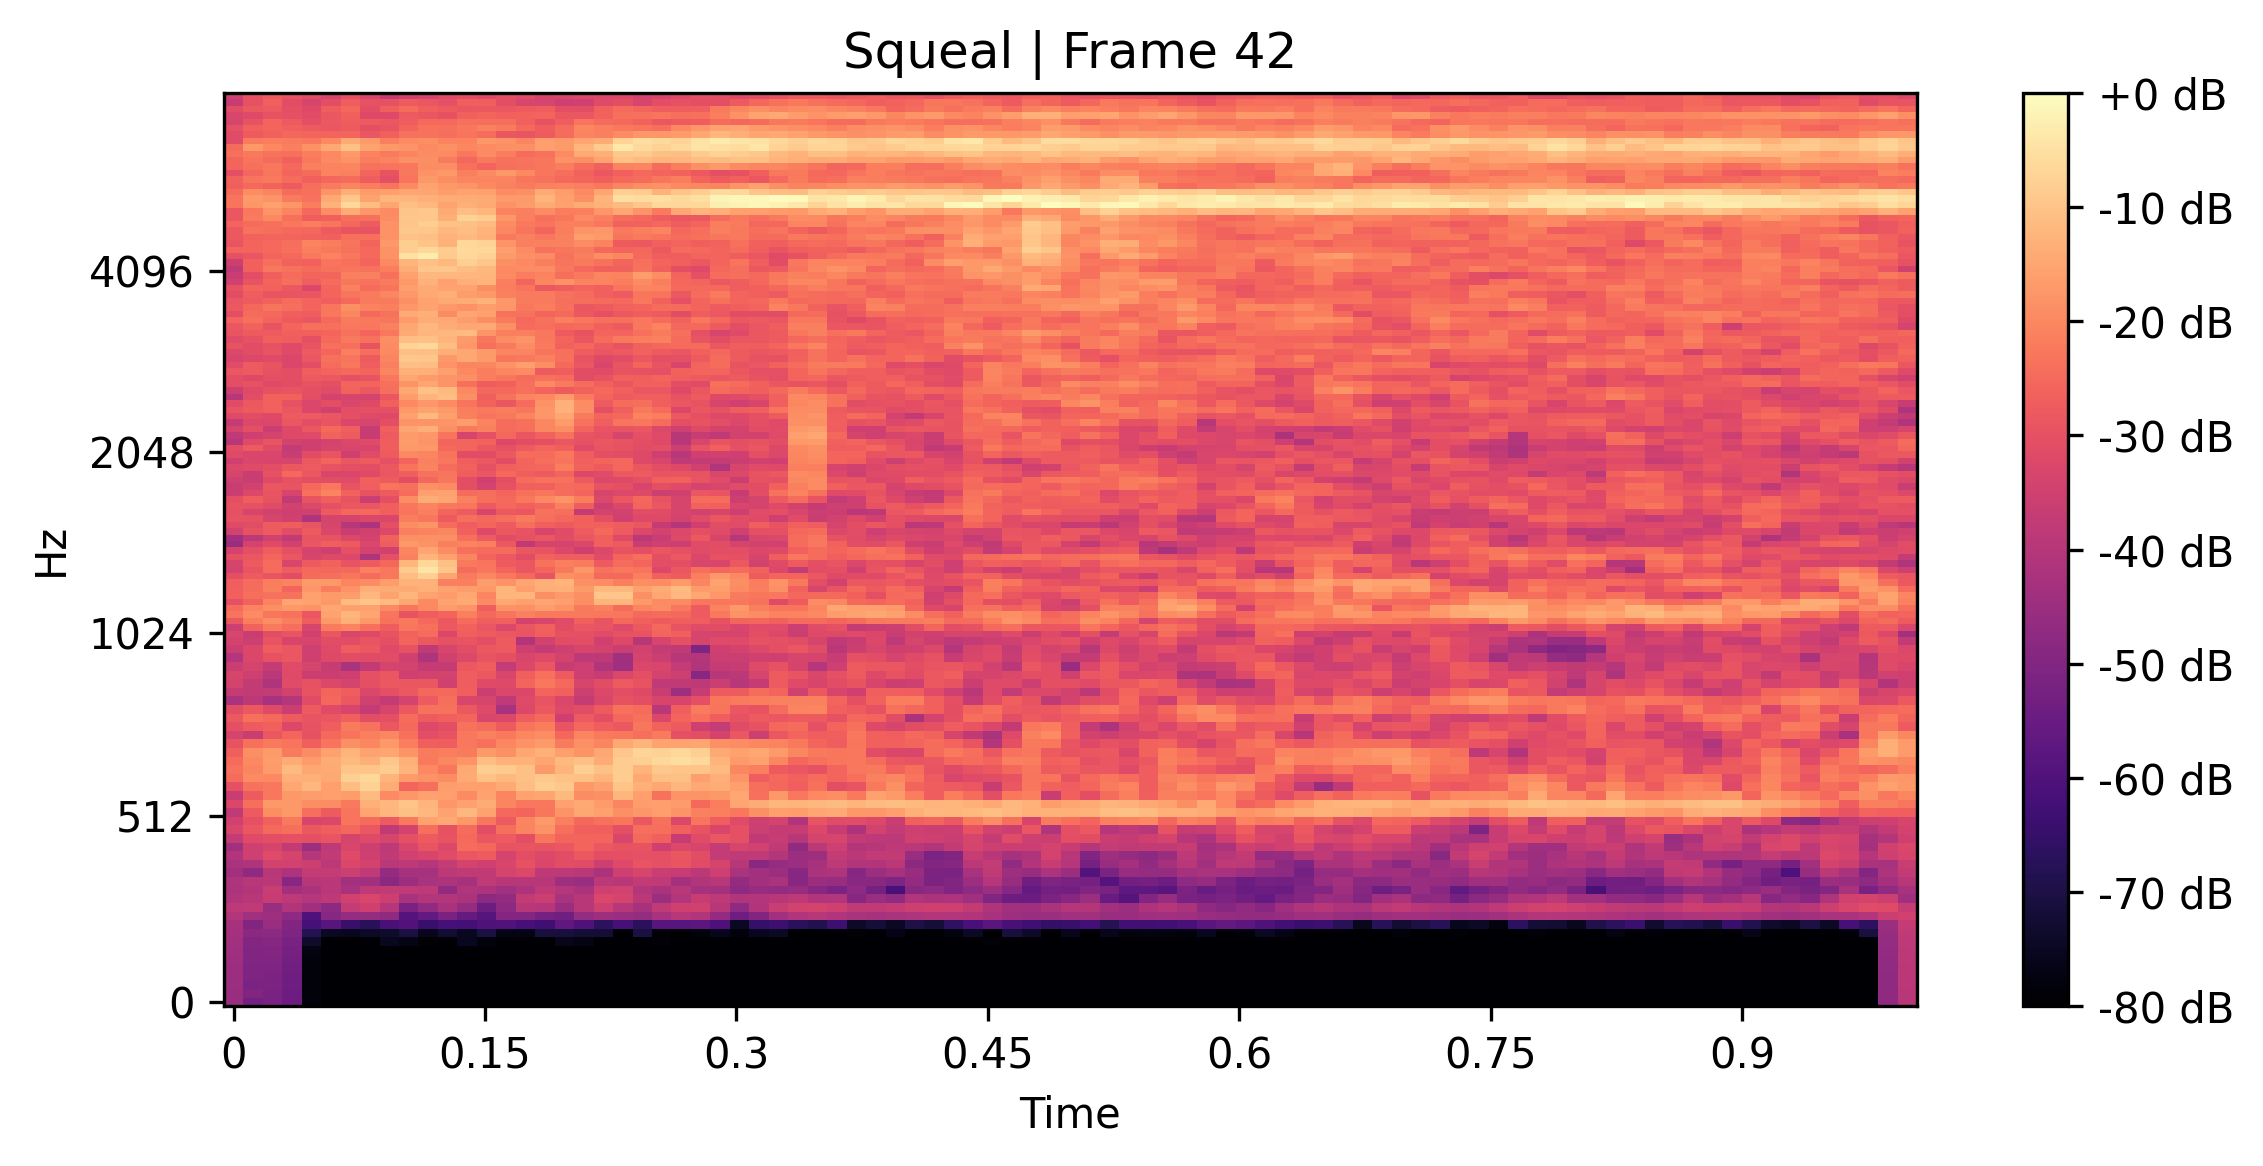 Squeal | Frame 42
+0 dB
-10 dB
-20 dB
-30 dB
-40 dB
-50 dB
-60 dB
-70 dB
-80 dB
Hz
4096
2048
1024
512
0
0 0.15 0.3 0.45 0.6 0.75 0.9
Time